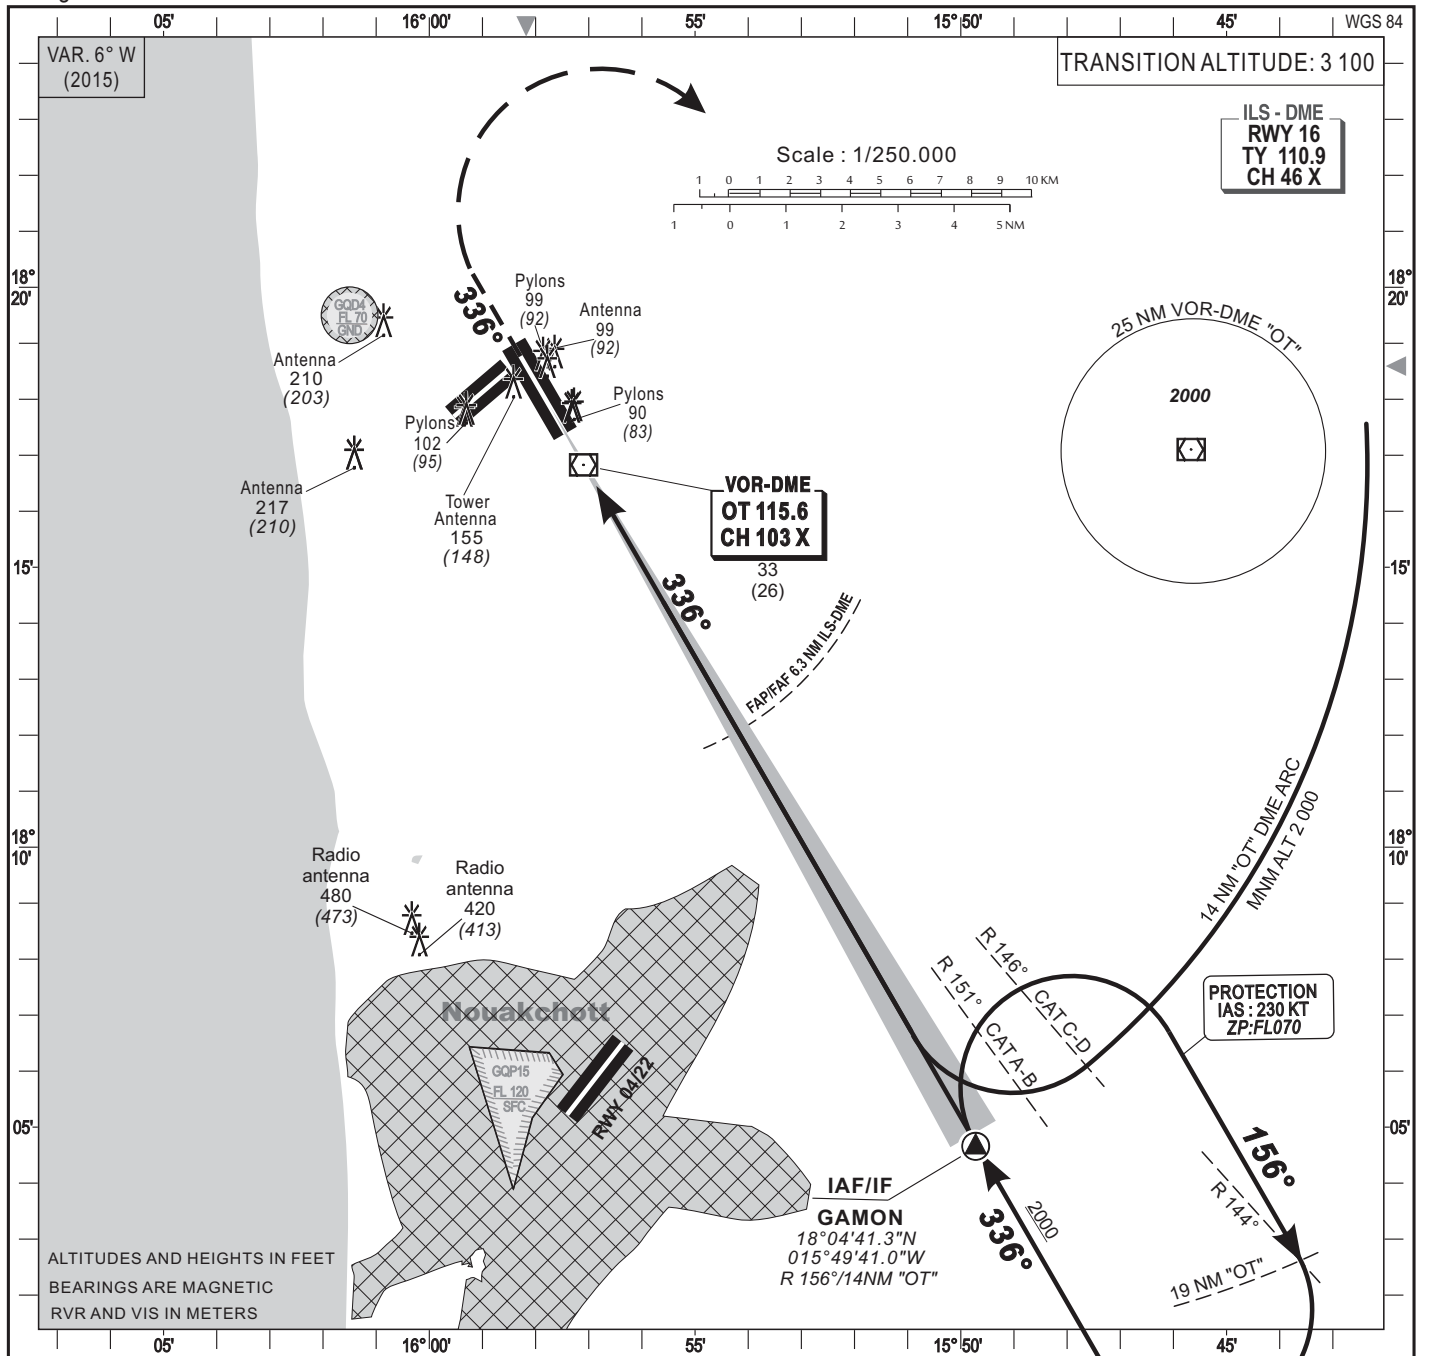 05'
16° 00'
55'
15° 50'
45'
WGS 84
VAR. 6° W
(2015)
TRANSITION ALTITUDE: 3 100
ILS - DME
RWY 16
TY 110.9
CH 46 X
Scale : 1/250.000
1 0 1 2 3 4 5 6 7 8 9 10 KM
1 0 1 2 3 4 5 NM
18°
20'
18°
20'
336°
Pylons
99
(92)
Antenna
99
(92)
GQD4
FL 70
GND
Antenna
210
(203)
25 NM VOR-DME "OT"
2000
Pylons
90
(83)
Pylons
102
(95)
Antenna
217
(210)
Tower
Antenna
155
(148)
VOR-DME
OT 115.6
CH 103 X
33
(26)
15'
15'
336°
FAP/FAF 6.3 NM ILS-DME
14 NM "OT" DME ARC
MNM ALT 2 000
18°
10'
18°
10'
Radio
antenna
480
(473)
Radio
antenna
420
(413)
R 146° CAT C-D
R 151° CAT A-B
PROTECTION
IAS : 230 KT
ZP:FL070
Nouakchott
GQP15
FL 120
SFC
RWY 04/22
05'
05'
156°
R 144°
19 NM "OT"
IAF/IF
GAMON
18°04'41.3"N
015°49'41.0"W
R 156°/14NM "OT"
2000
336°
ALTITUDES AND HEIGHTS IN FEET
BEARINGS ARE MAGNETIC
RVR AND VIS IN METERS
05'
16° 00'
55'
15° 50'
45'